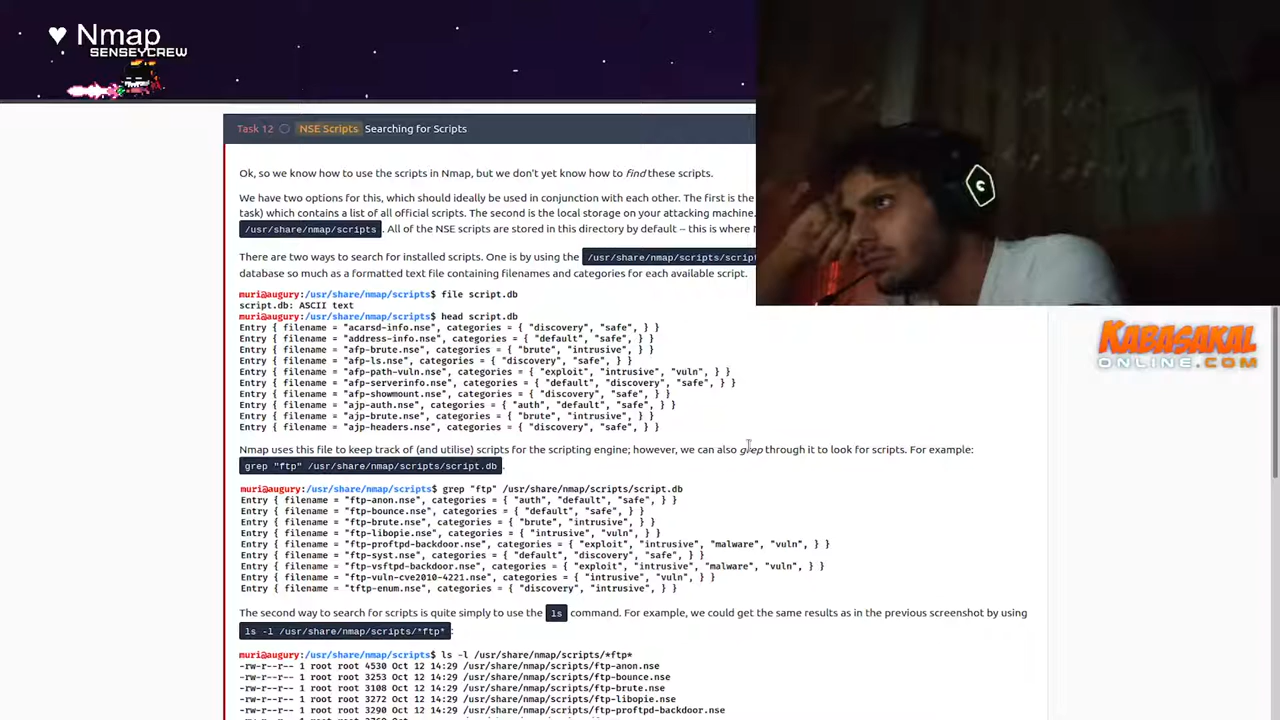 ♥ Nmap
SENSEYCREW
Task 12 NSE Scripts Searching for Scripts
Ok, so we know how to use the scripts in Nmap, but we don't yet know how to find these scripts.
We have two options for this, which should ideally be used in conjunction with each other. The first is the
task) which contains a list of all official scripts. The second is the local storage on your attacking machine.
/usr/share/nmap/scripts . All of the NSE scripts are stored in this directory by default -- this is where
There are two ways to search for installed scripts. One is by using the /usr/share/nmap/scripts/script
database so much as a formatted text file containing filenames and categories for each available script.
muri@augury:/usr/share/nmap/scripts$ file script.db
script.db: ASCII text
muri@augury:/usr/share/nmap/scripts$ head script.db
Entry { filename = "acarsd-info.nse", categories = { "discovery", "safe", } }
Entry { filename = "address-info.nse", categories = { "default", "safe", } }
Entry { filename = "afp-brute.nse", categories = { "brute", "intrusive", } }
Entry { filename = "afp-ls.nse", categories = { "discovery", "safe", } }
Entry { filename = "afp-path-vuln.nse", categories = { "exploit", "intrusive", "vuln", } }
Entry { filename = "afp-serverinfo.nse", categories = { "default", "discovery", "safe", } }
Entry { filename = "afp-showmount.nse", categories = { "discovery", "safe", } }
Entry { filename = "ajp-auth.nse", categories = { "auth", "default", "safe", } }
Entry { filename = "ajp-brute.nse", categories = { "brute", "intrusive", } }
Entry { filename = "ajp-headers.nse", categories = { "discovery", "safe", } }
KABASAKAL
ONLINE.COM
Nmap uses this file to keep track of (and utilise) scripts for the scripting engine; however, we can also grep through it to look for scripts. For example:
grep "ftp" /usr/share/nmap/scripts/script.db .
muri@augury:/usr/share/nmap/scripts$ grep "ftp" /usr/share/nmap/scripts/script.db
Entry { filename = "ftp-anon.nse", categories = { "auth", "default", "safe", } }
Entry { filename = "ftp-bounce.nse", categories = { "default", "safe", } }
Entry { filename = "ftp-brute.nse", categories = { "brute", "intrusive", } }
Entry { filename = "ftp-libopie.nse", categories = { "intrusive", "vuln", } }
Entry { filename = "ftp-proftpd-backdoor.nse", categories = { "exploit", "intrusive", "malware", "vuln", } }
Entry { filename = "ftp-syst.nse", categories = { "default", "discovery", "safe", } }
Entry { filename = "ftp-vsftpd-backdoor.nse", categories = { "exploit", "intrusive", "malware", "vuln", } }
Entry { filename = "ftp-vuln-cve2010-4221.nse", categories = { "intrusive", "vuln", } }
Entry { filename = "tftp-enum.nse", categories = { "discovery", "intrusive", } }
The second way to search for scripts is quite simply to use the ls command. For example, we could get the same results as in the previous screenshot by using
ls -l /usr/share/nmap/scripts/*ftp* :
muri@augury:/usr/share/nmap/scripts$ ls -l /usr/share/nmap/scripts/*ftp*
-rw-r--r-- 1 root root 4530 Oct 12 14:29 /usr/share/nmap/scripts/ftp-anon.nse
-rw-r--r-- 1 root root 3253 Oct 12 14:29 /usr/share/nmap/scripts/ftp-bounce.nse
-rw-r--r-- 1 root root 3108 Oct 12 14:29 /usr/share/nmap/scripts/ftp-brute.nse
-rw-r--r-- 1 root root 3272 Oct 12 14:29 /usr/share/nmap/scripts/ftp-libopie.nse
-rw-r--r-- 1 root root 3290 Oct 12 14:29 /usr/share/nmap/scripts/ftp-proftpd-backdoor.nse